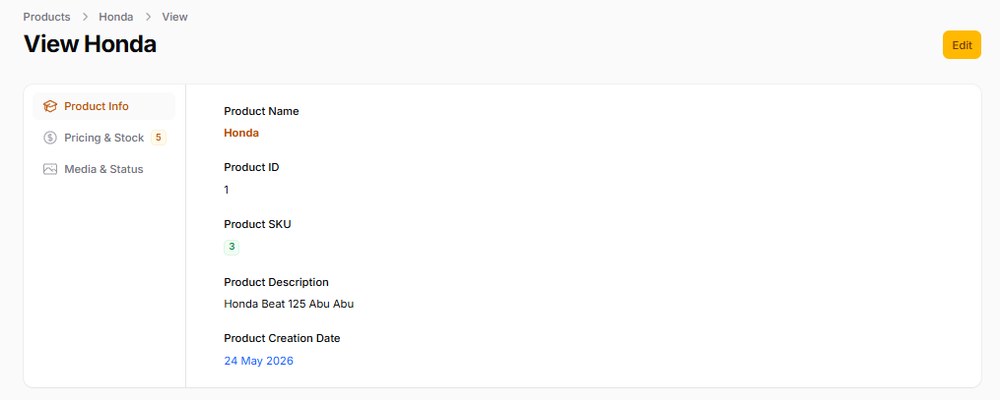 Products > Honda > View
View Honda
Edit
Product Info
Pricing & Stock 5
Media & Status
Product Name
Honda
Product ID
1
Product SKU
3
Product Description
Honda Beat 125 Abu Abu
Product Creation Date
24 May 2026